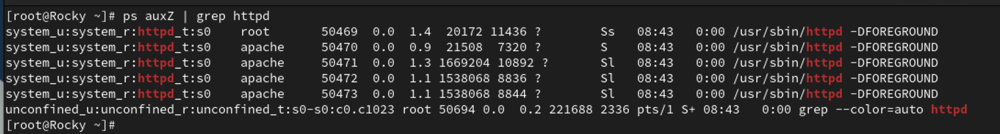 [root@Rocky ~]# ps auxZ | grep httpd
system_u:system_r:httpd_t:s0    root       50469  0.0  1.4  20172 11436 ?        Ss   08:43   0:00 /usr/sbin/httpd -DFOREGROUND
system_u:system_r:httpd_t:s0    apache     50470  0.0  0.9  21508  7320 ?        S    08:43   0:00 /usr/sbin/httpd -DFOREGROUND
system_u:system_r:httpd_t:s0    apache     50471  0.0  1.3 1669204 10892 ?       Sl   08:43   0:00 /usr/sbin/httpd -DFOREGROUND
system_u:system_r:httpd_t:s0    apache     50472  0.0  1.1 1538068 8836 ?        Sl   08:43   0:00 /usr/sbin/httpd -DFOREGROUND
system_u:system_r:httpd_t:s0    apache     50473  0.0  1.1 1538068 8844 ?        Sl   08:43   0:00 /usr/sbin/httpd -DFOREGROUND
unconfined_u:unconfined_r:unconfined_t:s0-s0:c0.c1023 root 50694 0.0  0.2 221688 2336 pts/1 S+ 08:43   0:00 grep --color=auto httpd
[root@Rocky ~]#